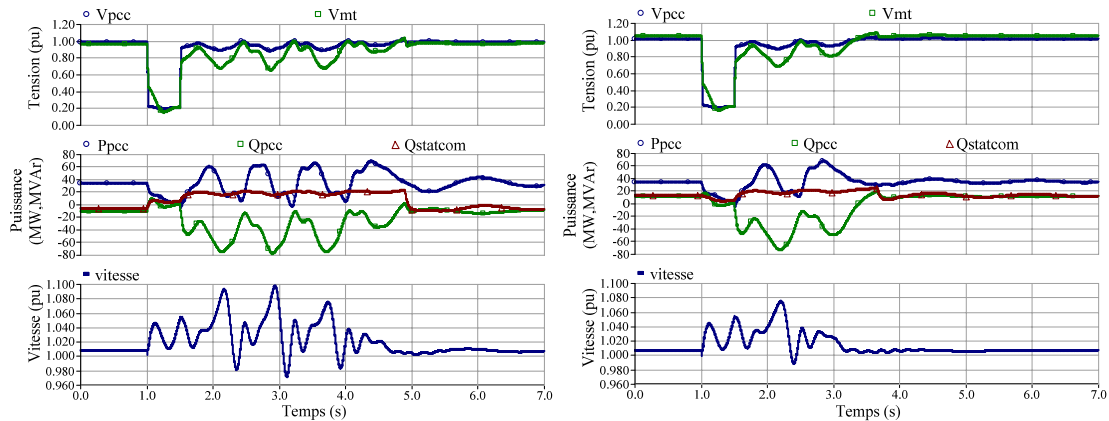 Vpcc Vmt
Tension (pu)
1.20
1.00
0.80
0.60
0.40
0.20
0.00
Ppcc Qpcc Qstatcom
Puissance
(MW,MVAr)
80
60
40
20
0
-20
-40
-60
-80
vitesse
Vitesse (pu)
1.100
1.080
1.060
1.040
1.020
1.000
0.980
0.960
0.0 1.0 2.0 3.0 4.0 5.0 6.0 7.0
Temps (s)
Vpcc Vmt
Tension (pu)
1.20
1.00
0.80
0.60
0.40
0.20
0.00
Ppcc Qpcc Qstatcom
Puissance
(MW,MVAr)
80
60
40
20
0
-20
-40
-60
-80
vitesse
Vitesse (pu)
1.100
1.080
1.060
1.040
1.020
1.000
0.980
0.960
0.0 1.0 2.0 3.0 4.0 5.0 6.0 7.0
Temps (s)